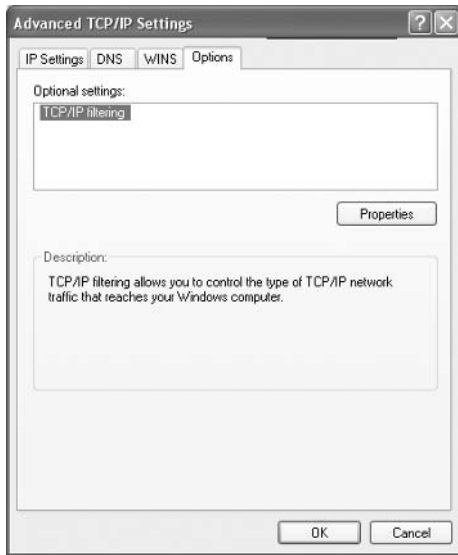 Advanced TCP/IP Settings
IP Settings DNS WINS Options
Optional settings:
TCP/IP filtering
Properties
Description:
TCP/IP filtering allows you to control the type of TCP/IP network
traffic that reaches your Windows computer.
OK Cancel